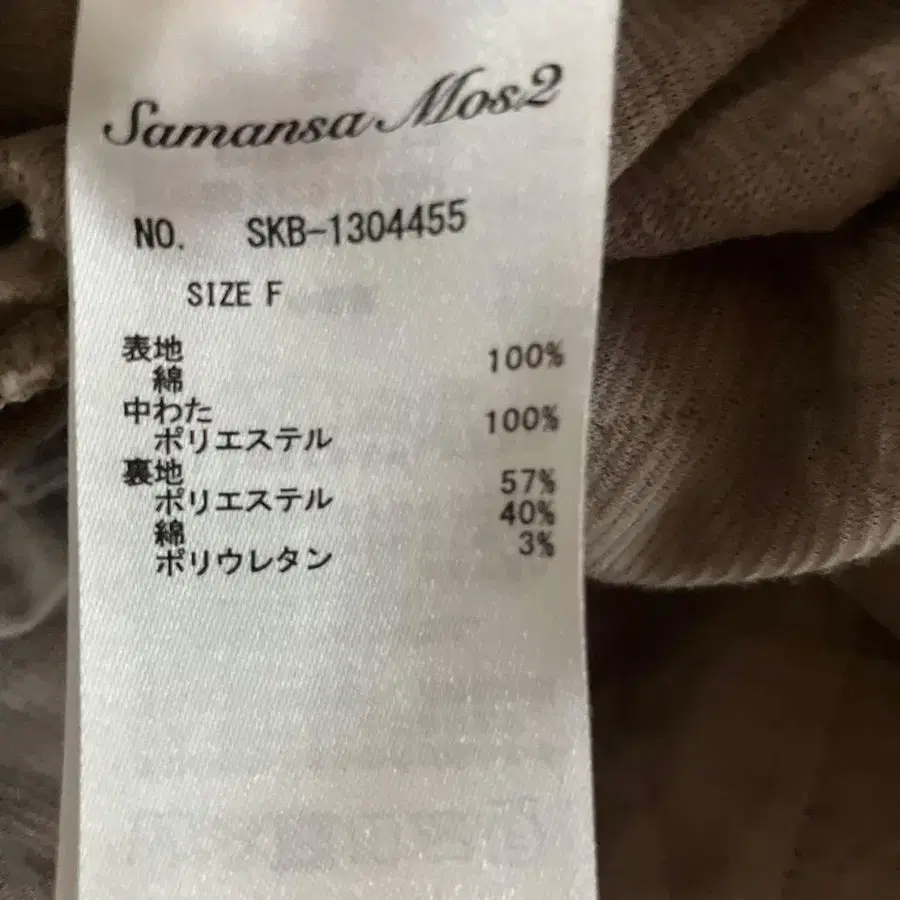 Samansa Mos2
NO. SKB-1304455
SIZE F
表地
綿 100%
中わた
ポリエステル 100%
裏地
ポリエステル 57%
綿 40%
ポリウレタン 3%